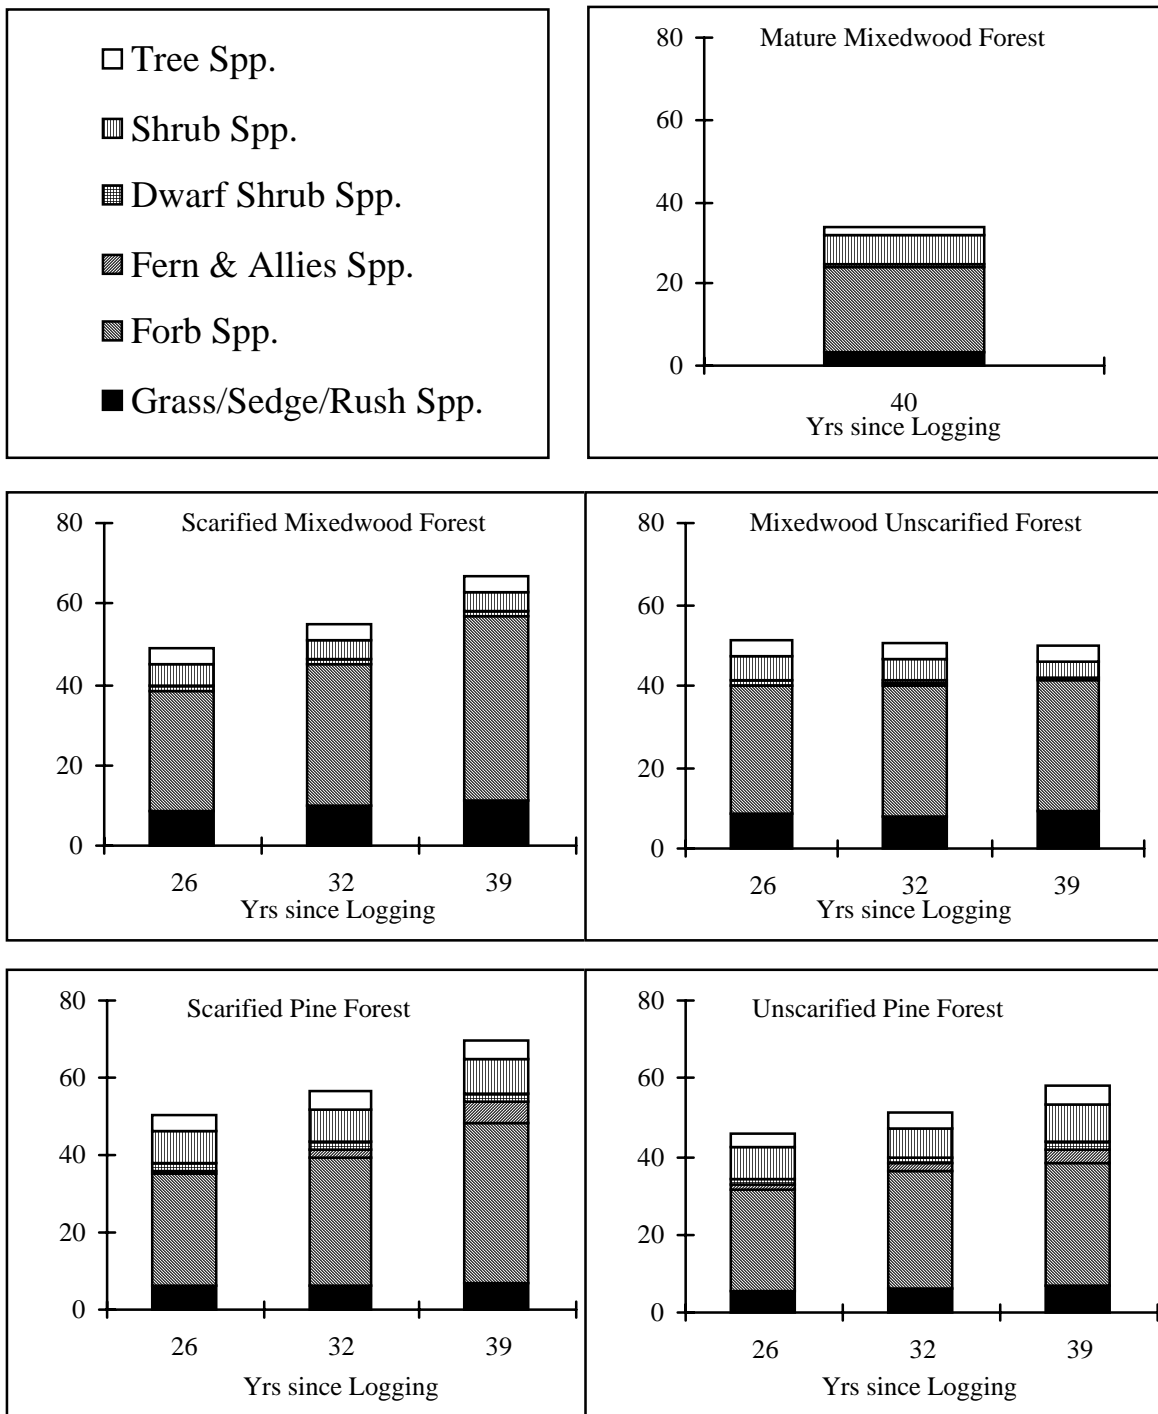 Tree Spp.
Shrub Spp.
Dwarf Shrub Spp.
Fern & Allies Spp.
Forb Spp.
Grass/Sedge/Rush Spp.
Mature Mixedwood Forest
80
60
40
20
0
40
Yrs since Logging
Scarified Mixedwood Forest
80
60
40
20
0
26 32 39
Yrs since Logging
Mixedwood Unscarified Forest
80
60
40
20
0
26 32 39
Yrs since Logging
Scarified Pine Forest
80
60
40
20
0
26 32 39
Yrs since Logging
Unscarified Pine Forest
80
60
40
20
0
26 32 39
Yrs since Logging